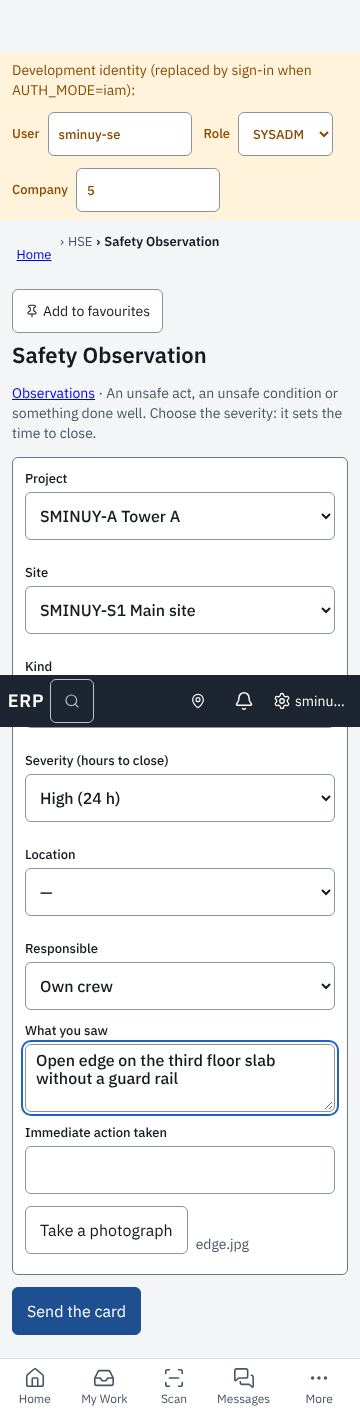 Development identity (replaced by sign-in when
AUTH_MODE=iam):
User sminuy-se Role SYSADM
Company 5
Home › HSE › Safety Observation
Add to favourites
Safety Observation
Observations · An unsafe act, an unsafe condition or
something done well. Choose the severity: it sets the
time to close.
Project
SMINUY-A Tower A
Site
SMINUY-S1 Main site
Kind
ERP sminu...
Severity (hours to close)
High (24 h)
Location
—
Responsible
Own crew
What you saw
Open edge on the third floor slab
without a guard rail
Immediate action taken
Take a photograph edge.jpg
Send the card
Home My Work Scan Messages More